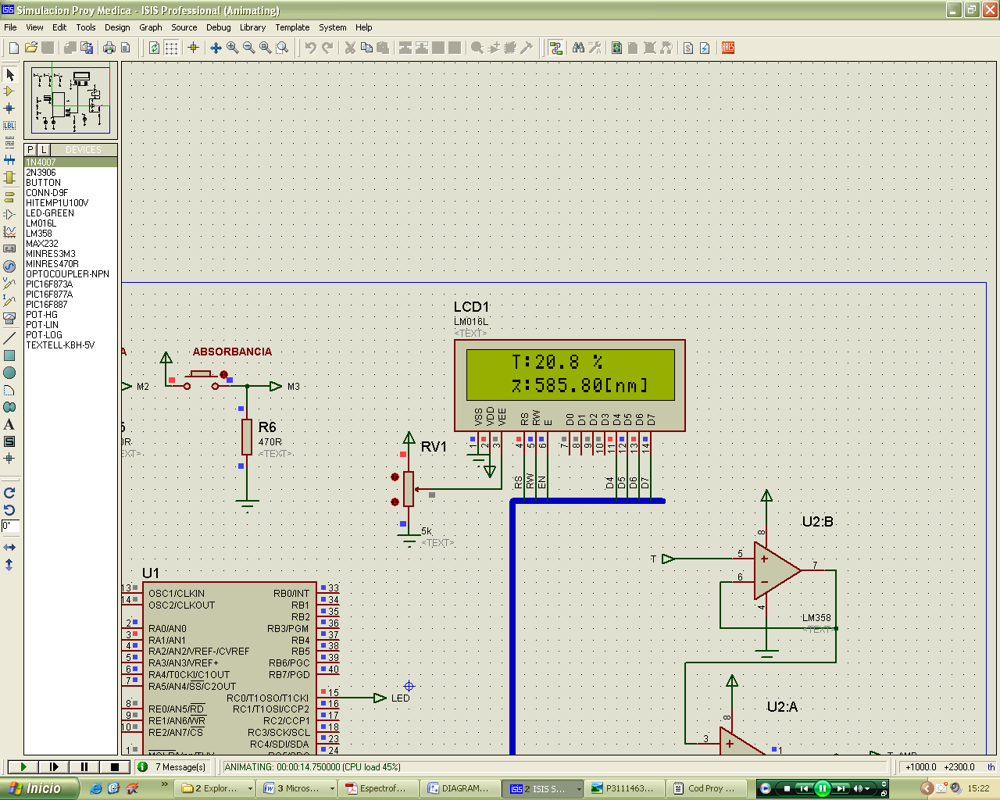 Simulacion Proy Medica - ISIS Professional (Animating)
File View Edit Tools Design Graph Source Debug Library Template System Help
P L DEVICES
1N4007
2N3906
BUTTON
CONN-D9F
HITEMP1U100V
LED-GREEN
LM016L
LM358
MAX232
MINRES3M3
MINRES470R
OPTOCOUPLER-NPN
PIC16F873A
PIC16F877A
PIC16F887
POT-HG
POT-LIN
POT-LOG
TEXTELL-KBH-5V
LBL
0°
LCD1
LM016L
<TEXT>
T:20.8 %
:585.80[nm]
VSS VDD VEE RS RW E D0 D1 D2 D3 D4 D5 D6 D7
1 2 3 4 5 6 7 8 9 10 11 12 13 14
RS RW EN D4 D5 D6 D7
A ABSORBANCIA
M2 M3
R6
470R
<TEXT>
RV1
5k
<TEXT>
U2:B
T 5 6 7 8 4
LM358
<TEXT>
U2:A
8
3 1
U1
13 OSC1/CLKIN RB0/INT 33
14 OSC2/CLKOUT RB1 34
RB2 35
2 RA0/AN0 RB3/PGM 36
3 RA1/AN1 RB4 37
4 RA2/AN2/VREF-/CVREF RB5 38
5 RA3/AN3/VREF+ RB6/PGC 39
6 RA4/T0CKI/C1OUT RB7/PGD 40
7 RA5/AN4/SS/C2OUT
RC0/T1OSO/T1CKI 15 LED
8 RE0/AN5/RD RC1/T1OSI/CCP2 16
9 RE1/AN6/WR RC2/CCP1 17
10 RE2/AN7/CS RC3/SCK/SCL 18
RC4/SDI/SDA 23
1 24
7 Message(s) ANIMATING: 00:00:14.750000 (CPU load 45%) +1000.0 +2300.0 th
Inicio 2 Explor... 3 Micros... Espectrof... DIAGRAM... 2 ISIS S... P3111463... Cod Proy ... 15:22